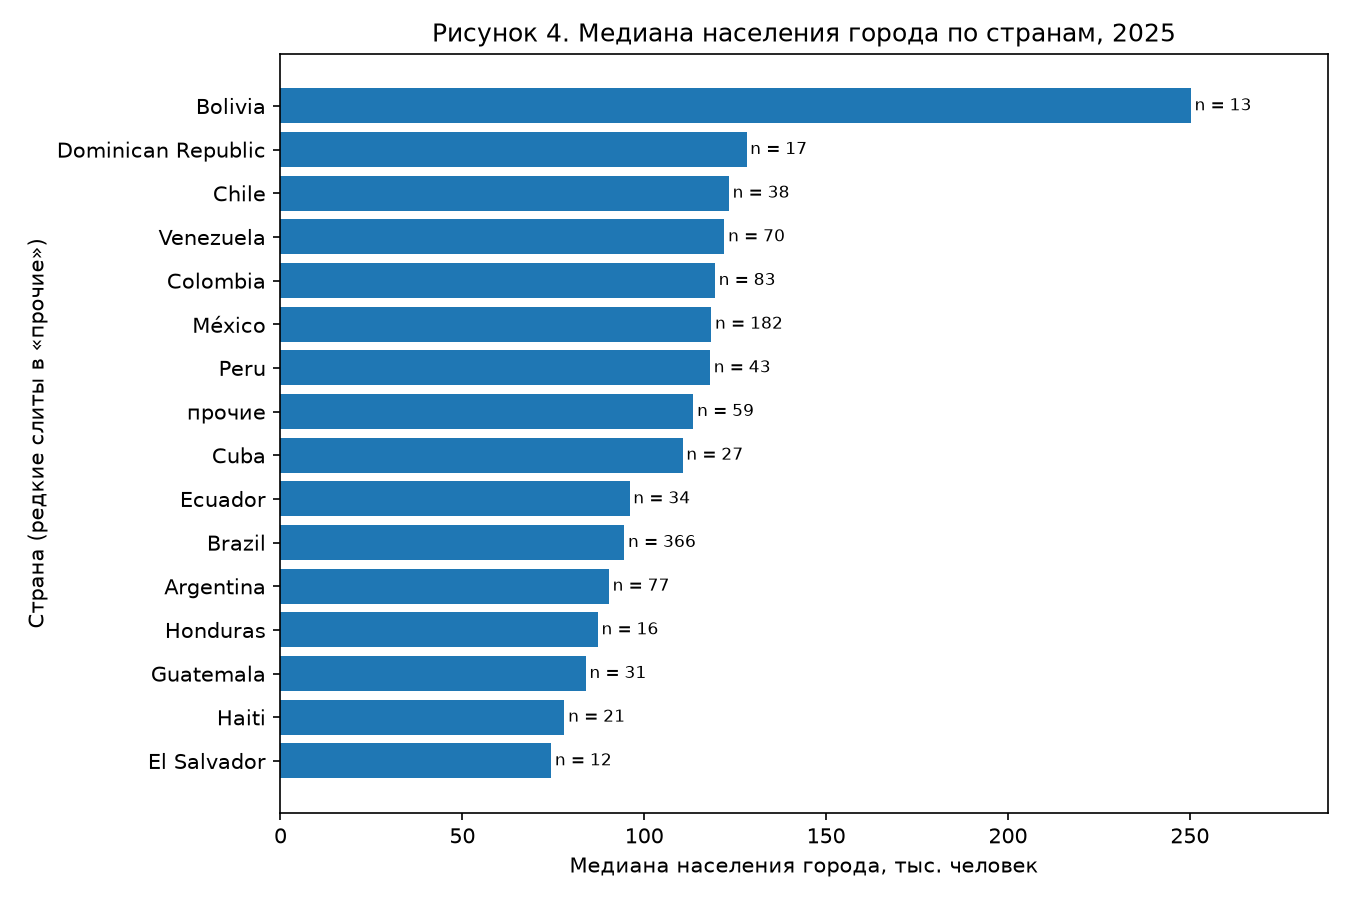 Рисунок 4. Медиана населения города по странам, 2025
Страна (редкие слиты в «прочие»)
Bolivia n = 13
Dominican Republic n = 17
Chile n = 38
Venezuela n = 70
Colombia n = 83
México n = 182
Peru n = 43
прочие n = 59
Cuba n = 27
Ecuador n = 34
Brazil n = 366
Argentina n = 77
Honduras n = 16
Guatemala n = 31
Haiti n = 21
El Salvador n = 12
0 50 100 150 200 250
Медиана населения города, тыс. человек